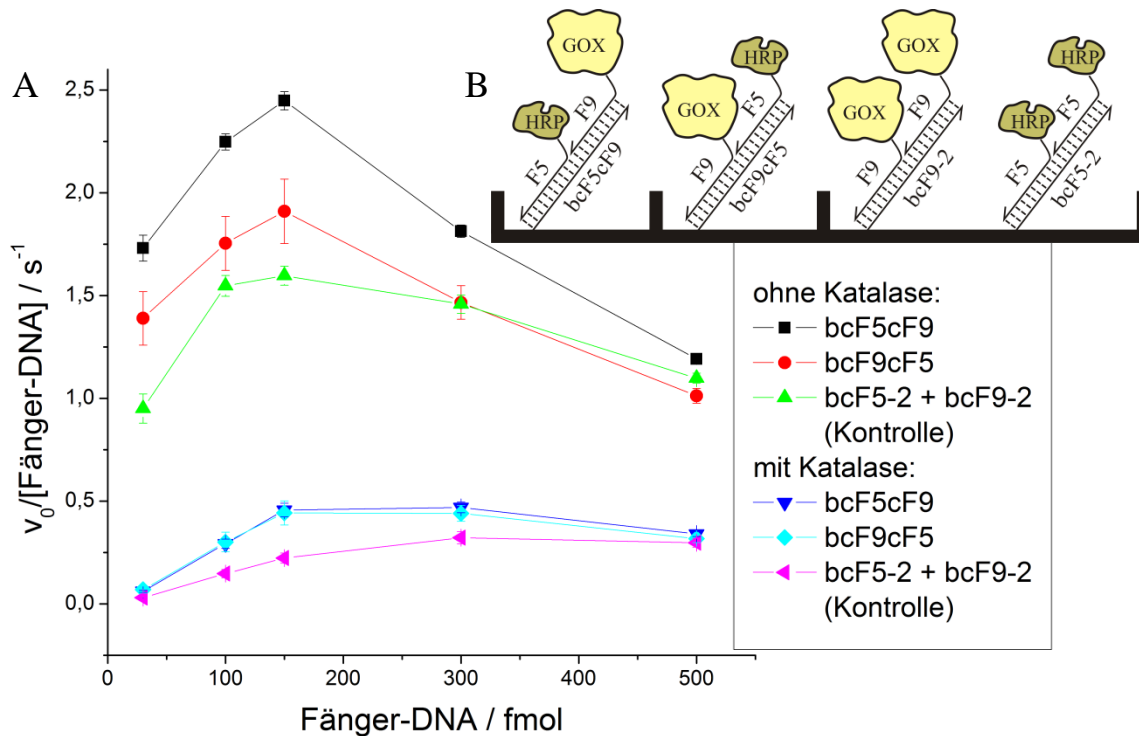 A
B
GOX
HRP
F9
F5
bcF5cF9
HRP
GOX
F5
F9
bcF9cF5
GOX
GOX
F9
F9
bcF9-2
HRP
HRP
F5
F5
bcF5-2
v0/[Fänger-DNA] / s-1
2,5
2,0
1,5
1,0
0,5
0,0
0 100 200 300 400 500
Fänger-DNA / fmol
ohne Katalase:
bcF5cF9
bcF9cF5
bcF5-2 + bcF9-2
(Kontrolle)
mit Katalase:
bcF5cF9
bcF9cF5
bcF5-2 + bcF9-2
(Kontrolle)